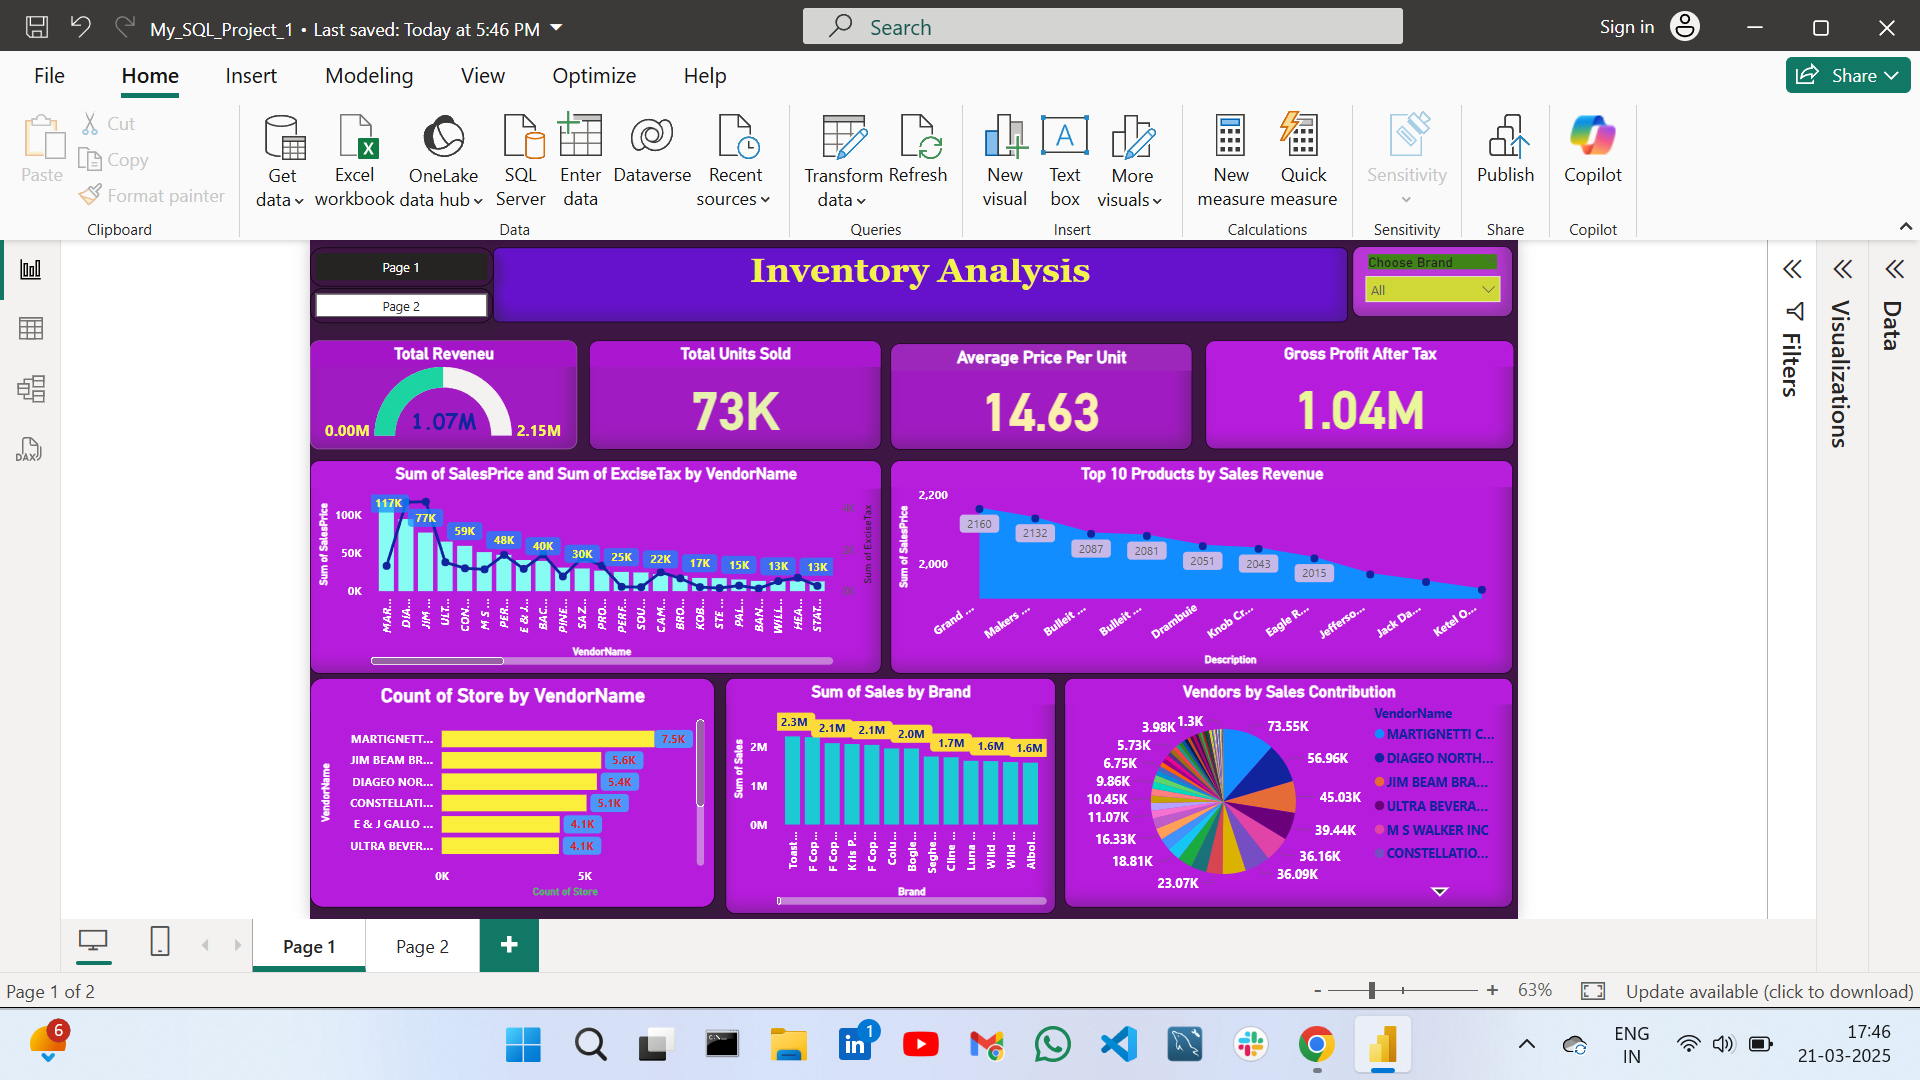 My_SQL_Project_1 • Last saved: Today at 5:46 PM
Search
Sign in
File
Home
Insert
Modeling
View
Optimize
Help
Share
Paste
Cut
Copy
Format painter
Clipboard
Get data
Excel workbook
OneLake data hub
SQL Server
Enter data
Dataverse
Recent sources
Data
Transform data
Refresh
Queries
New visual
Text box
More visuals
Insert
New measure
Quick measure
Calculations
Sensitivity
Sensitivity
Publish
Share
Copilot
Copilot
Page 1
Page 2
Inventory Analysis
Choose Brand
All
Total Reveneu
1.07M
0.00M
2.15M
Total Units Sold
73K
Average Price Per Unit
14.63
Gross Profit After Tax
1.04M
Sum of SalesPrice and Sum of ExciseTax by VendorName
Sum of SalesPrice
100K
50K
0K
117K
77K
59K
48K
40K
30K
25K
22K
17K
15K
13K
13K
Sum of ExciseTax
MAR...
DIA...
JIM ...
ULT...
CON...
M S ...
PER...
E & J...
BAC...
PINE...
SAZ...
PRO...
PERF...
SOU...
CAM...
BRO...
KOB...
STE ...
PAL...
BAN...
WILL...
HEA...
STAT...
VendorName
Top 10 Products by Sales Revenue
Sum of SalesPrice
2,200
2,000
2160
2132
2087
2081
2051
2043
2015
Grand ...
Makers ...
Bulleit ...
Bulleit ...
Drambuie
Knob Cr...
Eagle R...
Jefferso...
Jack Da...
Ketel O...
Description
Count of Store by VendorName
VendorName
MARTIGNETT...
7.5K
JIM BEAM BR...
5.6K
DIAGEO NOR...
5.4K
CONSTELLATI...
5.1K
E & J GALLO ...
4.1K
ULTRA BEVER...
4.1K
0K
5K
Count of Store
Sum of Sales by Brand
Sum of Sales
2M
1M
0M
2.3M
2.1M
2.1M
2.0M
1.7M
1.6M
1.6M
Toast...
F Cop...
F Cop...
Kris P...
F Cop...
Colu...
Bogle...
Seghe...
Cline ...
Luna ...
Wild ...
Wild ...
Albol...
Brand
Vendors by Sales Contribution
73.55K
56.96K
45.03K
39.44K
36.16K
36.09K
23.07K
18.81K
16.33K
11.07K
10.45K
9.86K
6.75K
5.73K
3.98K
1.3K
VendorName
MARTIGNETTI C...
DIAGEO NORTH...
JIM BEAM BRA...
ULTRA BEVERA...
M S WALKER INC
CONSTELLATIO...
Filters
Visualizations
Data
DAX
Page 1
Page 2
Page 1 of 2
63%
Update available (click to download)
6
1
ENG
IN
17:46
21-03-2025